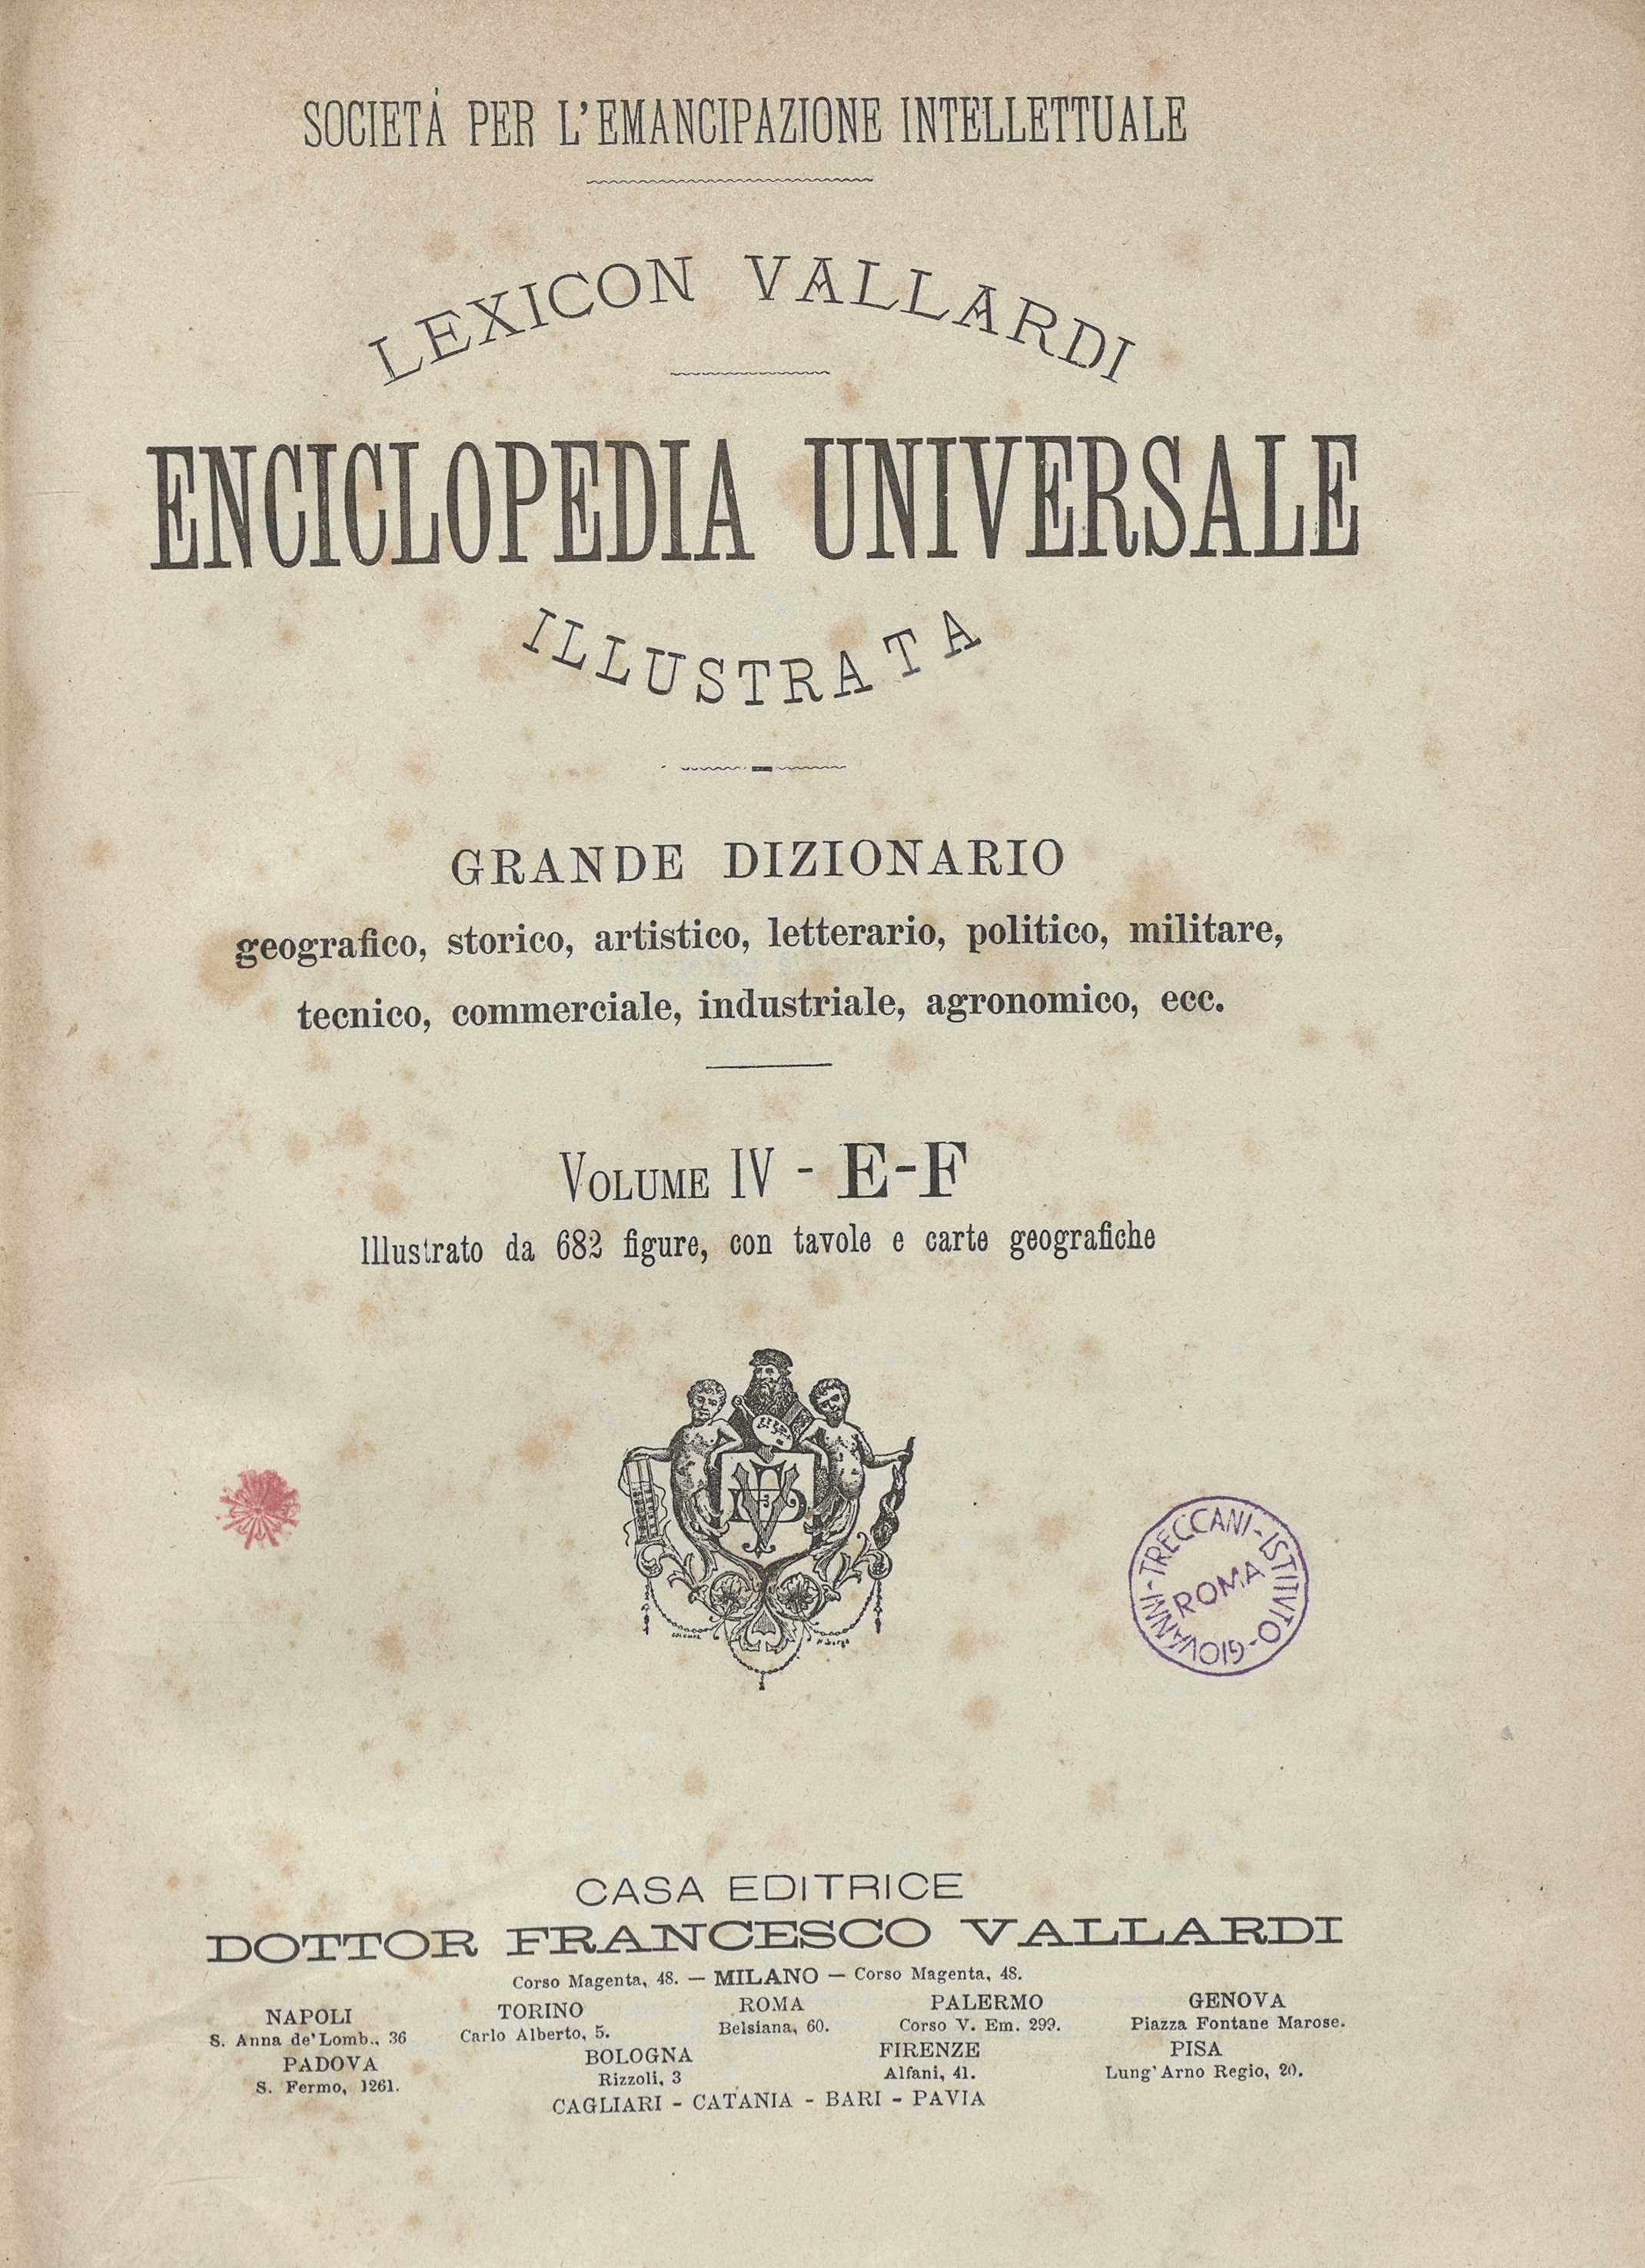 SOCIETÀ PER L'EMANCIPAZIONE INTELLETTUALE
LEXICON VALLARDI
ENCICLOPEDIA UNIVERSALE
ILLUSTRATA
GRANDE DIZIONARIO
geografico, storico, artistico, letterario, politico, militare,
tecnico, commerciale, industriale, agronomico, ecc.
VOLUME IV - E-F
Illustrato da 682 figure, con tavole e carte geografiche
TRECCANI - ISTITVTO - GIOVANNI -
ROMA
CASA EDITRICE
DOTTOR FRANCESCO VALLARDI
Corso Magenta, 48. — MILANO — Corso Magenta, 48.
NAPOLI TORINO ROMA PALERMO GENOVA
S. Anna de' Lomb., 36 Carlo Alberto, 5. Belsiana, 60. Corso V. Em. 299. Piazza Fontane Marose.
PADOVA BOLOGNA FIRENZE PISA
S. Fermo, 1261. Rizzoli, 3 Alfani, 41. Lung' Arno Regio, 20.
CAGLIARI - CATANIA - BARI - PAVIA